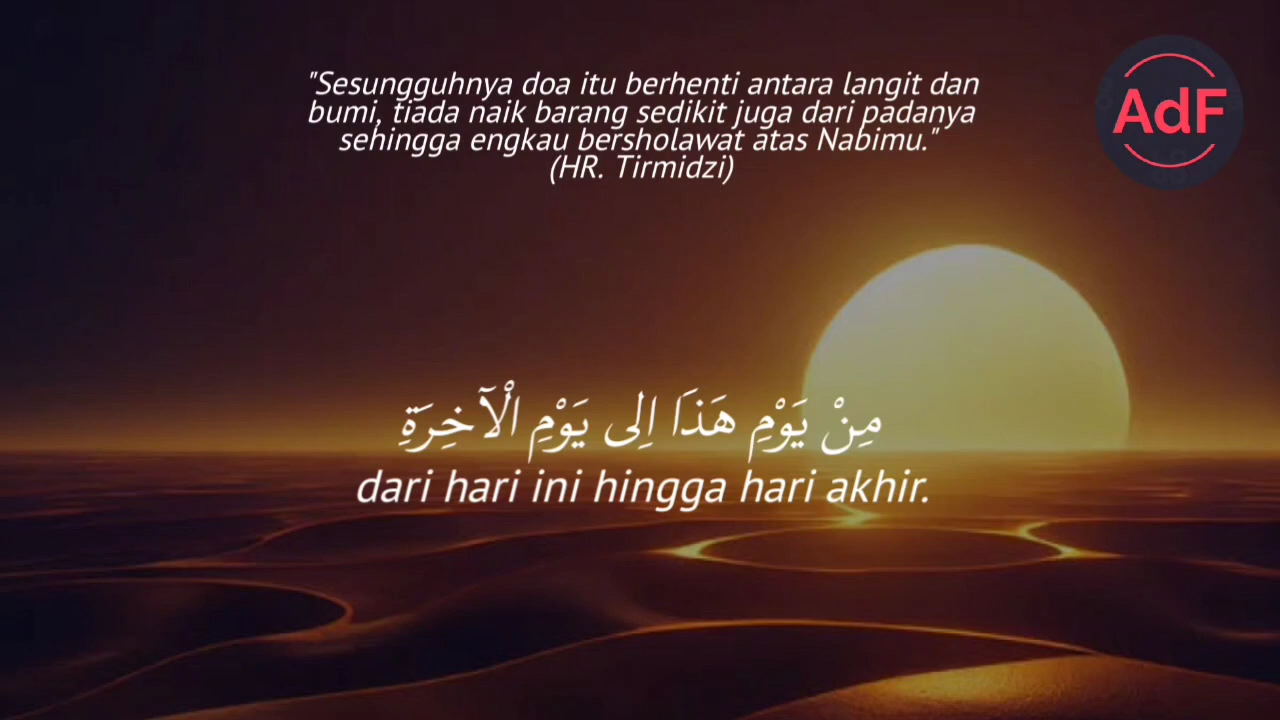 "Sesungguhnya doa itu berhenti antara langit dan
bumi, tiada naik barang sedikit juga dari padanya
sehingga engkau bersholawat atas Nabimu."
(HR. Tirmidzi)
AdF
مِنْ يَوْمِ هَذَا اِلى يَوْمِ الْآخِرَةِ
dari hari ini hingga hari akhir.